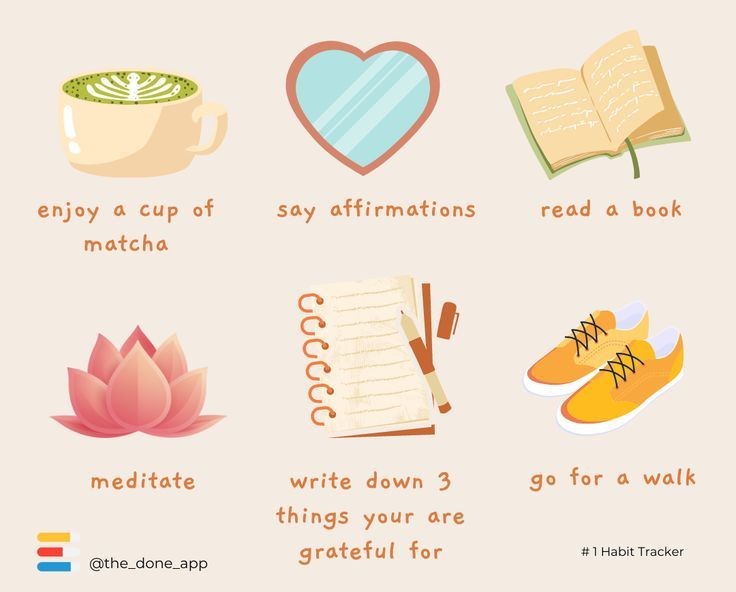 enjoy a cup of
matcha
say affirmations
read a book
meditate
write down 3
things your are
grateful for
go for a walk
@the_done_app
# 1 Habit Tracker